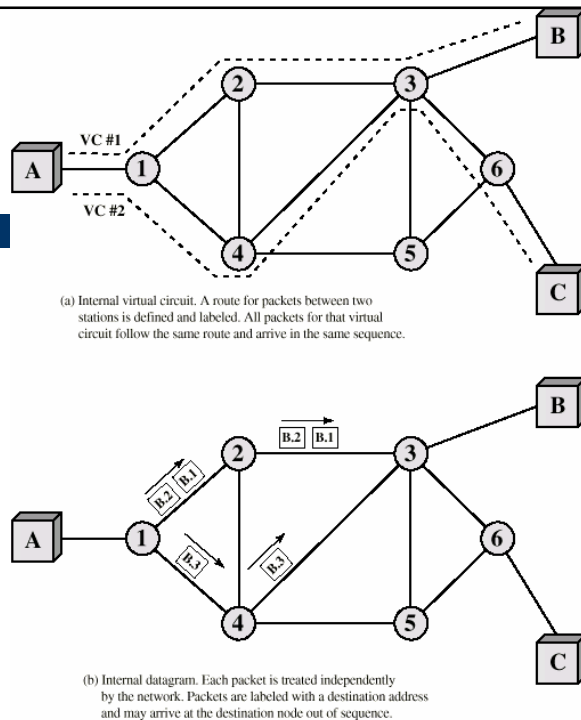 B
2
3
VC #1
A
1
6
VC #2
4
5
C
(a) Internal virtual circuit. A route for packets between two
stations is defined and labeled. All packets for that virtual
circuit follow the same route and arrive in the same sequence.
B
B.2 B.1
2
3
B.2 B.1
A
1
6
B.3
B.3
4
5
C
(b) Internal datagram. Each packet is treated independently
by the network. Packets are labeled with a destination address
and may arrive at the destination node out of sequence.